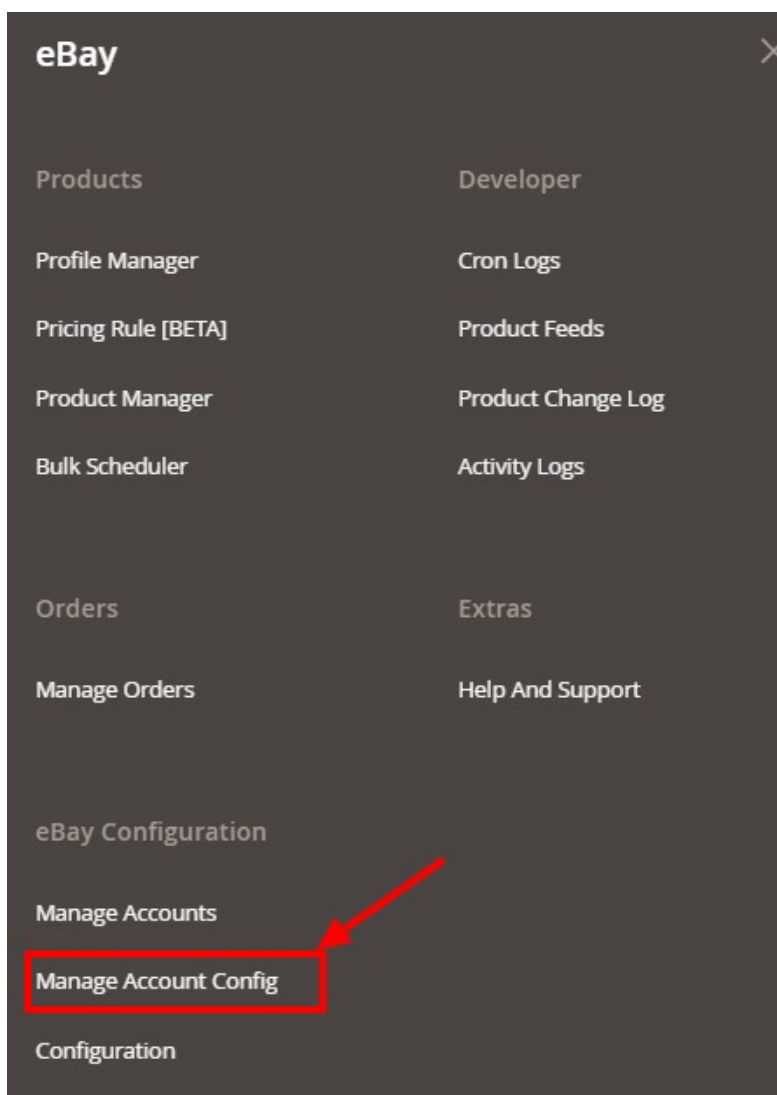 eBay
Products
Profile Manager
Pricing Rule [BETA]
Product Manager
Bulk Scheduler
Developer
Cron Logs
Product Feeds
Product Change Log
Activity Logs
Orders
Manage Orders
Extras
Help And Support
eBay Configuration
Manage Accounts
Manage Account Config
Configuration